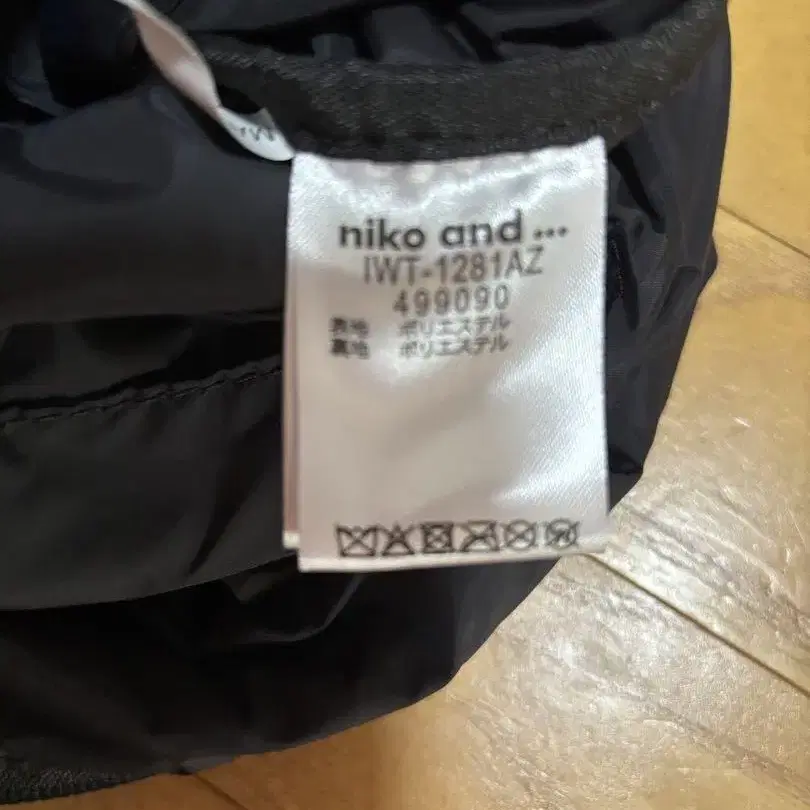 niko and ...
IWT-1281AZ
499090
表地 ポリエステル
裏地 ポリエステル